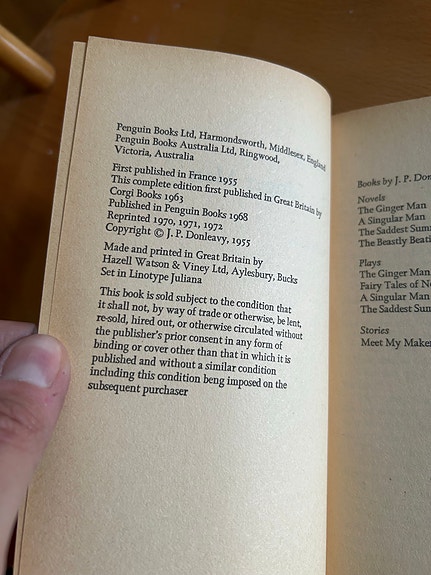 Penguin Books Ltd, Harmondsworth, Middlesex, England
Penguin Books Australia Ltd, Ringwood,
Victoria, Australia
First published in France 1955
This complete edition first published in Great Britain by
Corgi Books 1963
Published in Penguin Books 1968
Reprinted 1970, 1971, 1972
Copyright © J. P. Donleavy, 1955
Made and printed in Great Britain by
Hazell Watson & Viney Ltd, Aylesbury, Bucks
Set in Linotype Juliana
This book is sold subject to the condition that
it shall not, by way of trade or otherwise, be lent,
re-sold, hired out, or otherwise circulated without
the publisher's prior consent in any form of
binding or cover other than that in which it is
published and without a similar condition
including this condition beng imposed on the
subsequent purchaser
Books by J. P. Don
Novels
The Ginger Man
A Singular Man
The Saddest Sum
The Beastly Beati
Plays
The Ginger Man
Fairy Tales of N
A Singular Man
The Saddest Sum
Stories
Meet My Maker